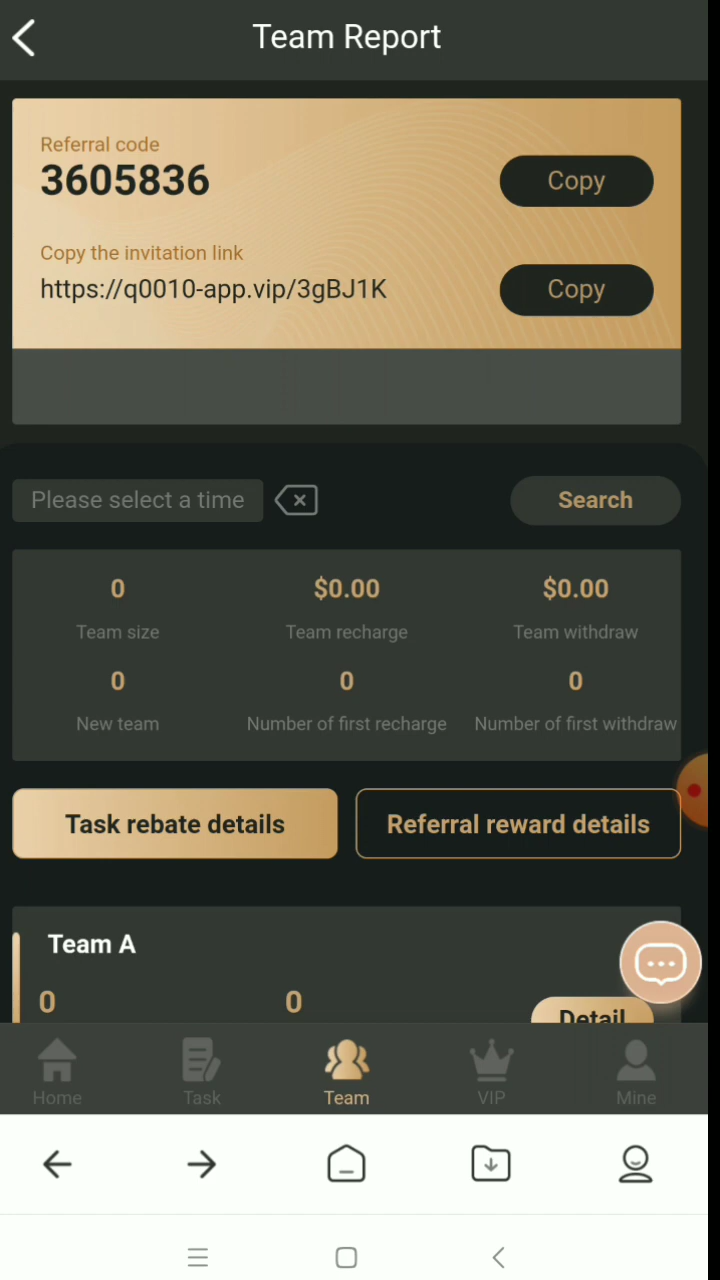 Team Report
Referral code
3605836
Copy
Copy the invitation link
https://q0010-app.vip/3gBJ1K
Copy
Please select a time
Search
0
$0.00
$0.00
Team size
Team recharge
Team withdraw
0
0
0
New team
Number of first recharge
Number of first withdraw
Task rebate details
Referral reward details
Team A
0
0
Detail
Home
Task
Team
VIP
Mine